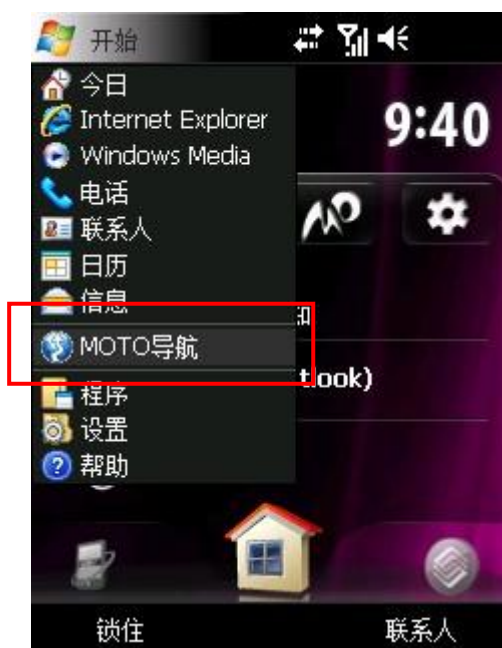 开始
今日
Internet Explorer
9:40
Windows Media
电话
联系人
日历
信息
知
MOTO导航
tlook)
程序
设置
帮助
锁住
联系人